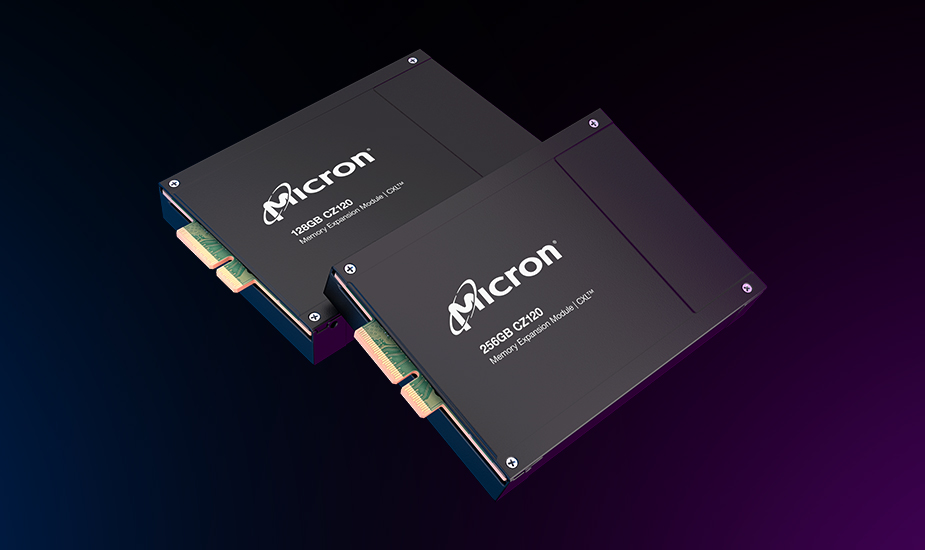 Micron®
128GB CZ120
Memory Expansion Module | CXL™
Micron®
256GB CZ120
Memory Expansion Module | CXL™